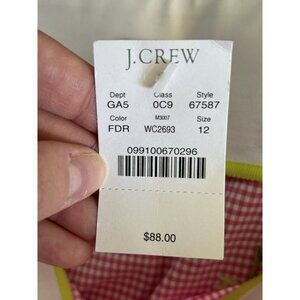 J.CREW
Dept Class Style
GA5 0C9 67587
Color M3007 Size
FDR WC2693 12
099100670296
$88.00